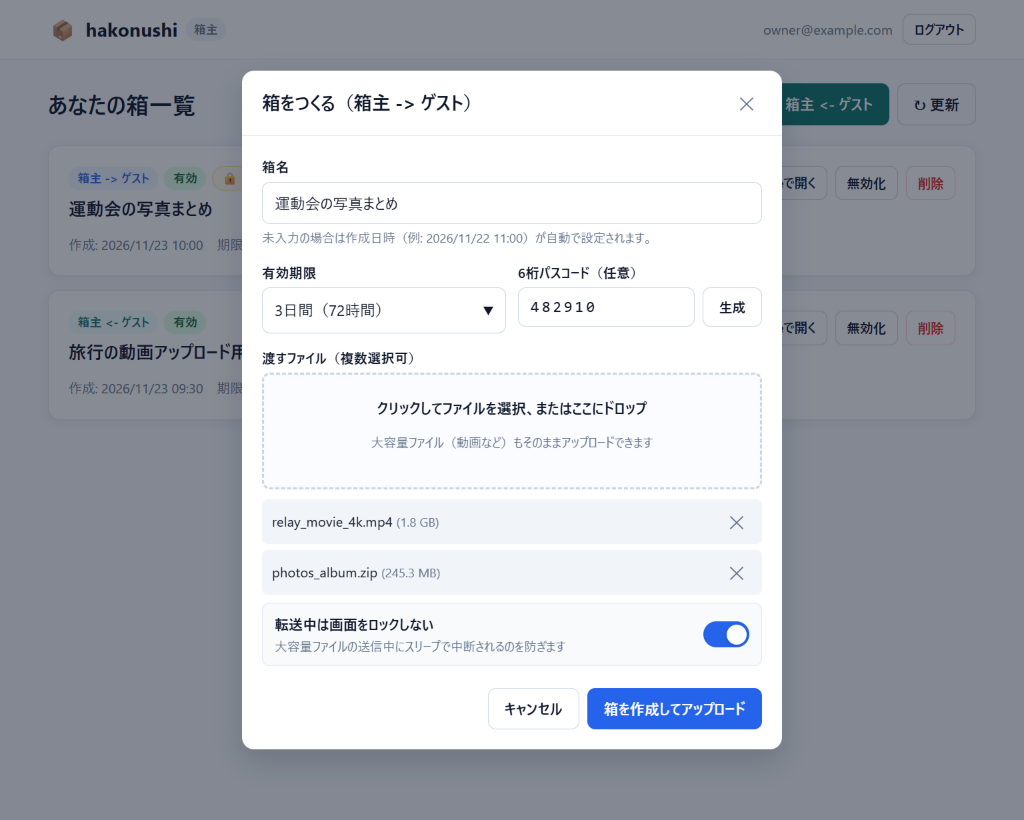 hakonushi 箱主
owner@example.com ログアウト
あなたの箱一覧
箱主 <- ゲスト
↻ 更新
箱主 -> ゲスト 有効
運動会の写真まとめ
作成: 2026/11/23 10:00 期限
で開く 無効化 削除
箱主 <- ゲスト 有効
旅行の動画アップロード用
作成: 2026/11/23 09:30 期限
で開く 無効化 削除
箱をつくる（箱主 -> ゲスト）
箱名
運動会の写真まとめ
未入力の場合は作成日時（例: 2026/11/22 11:00）が自動で設定されます。
有効期限
3日間（72時間）
6桁パスコード（任意）
482910
生成
渡すファイル（複数選択可）
クリックしてファイルを選択、またはここにドロップ
大容量ファイル（動画など）もそのままアップロードできます
relay_movie_4k.mp4 (1.8 GB)
photos_album.zip (245.3 MB)
転送中は画面をロックしない
大容量ファイルの送信中にスリープで中断されるのを防ぎます
キャンセル
箱を作成してアップロード